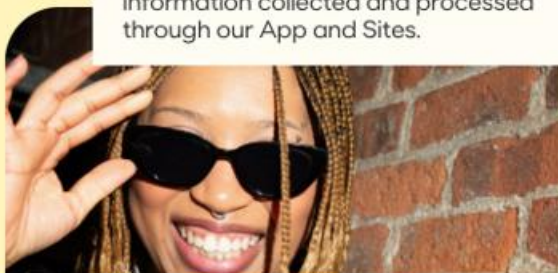 information collected and processed
through our App and Sites.